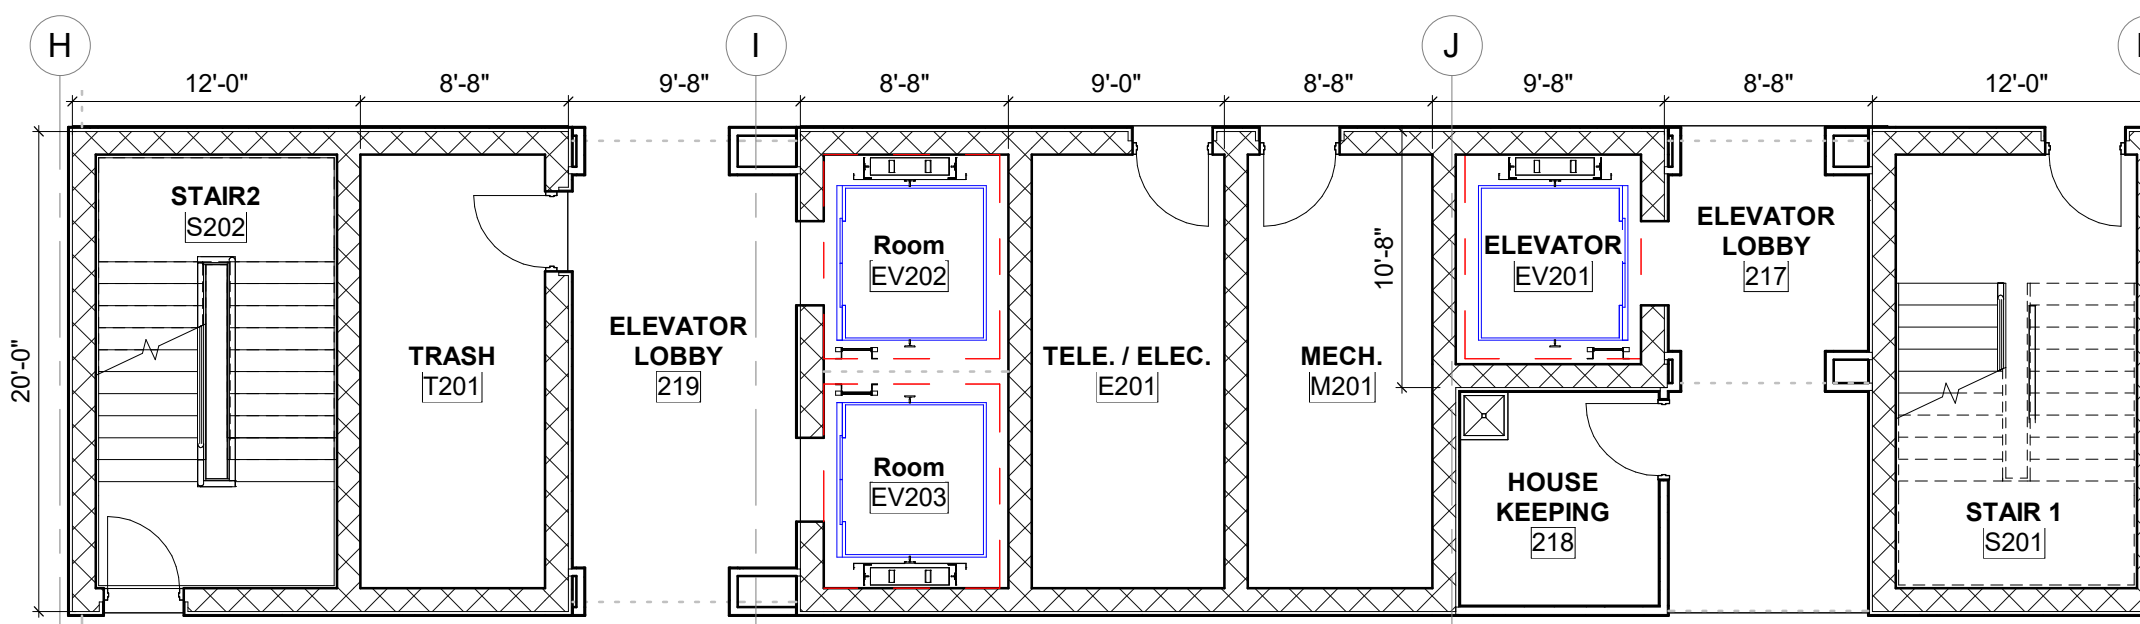 H
I
J
12'-0"
8'-8"
9'-8"
8'-8"
9'-0"
8'-8"
9'-8"
8'-8"
12'-0"
20'-0"
10'-8"
STAIR2
S202
TRASH
T201
ELEVATOR
LOBBY
219
Room
EV202
Room
EV203
TELE. / ELEC.
E201
MECH.
M201
ELEVATOR
EV201
HOUSE
KEEPING
218
ELEVATOR
LOBBY
217
STAIR 1
S201